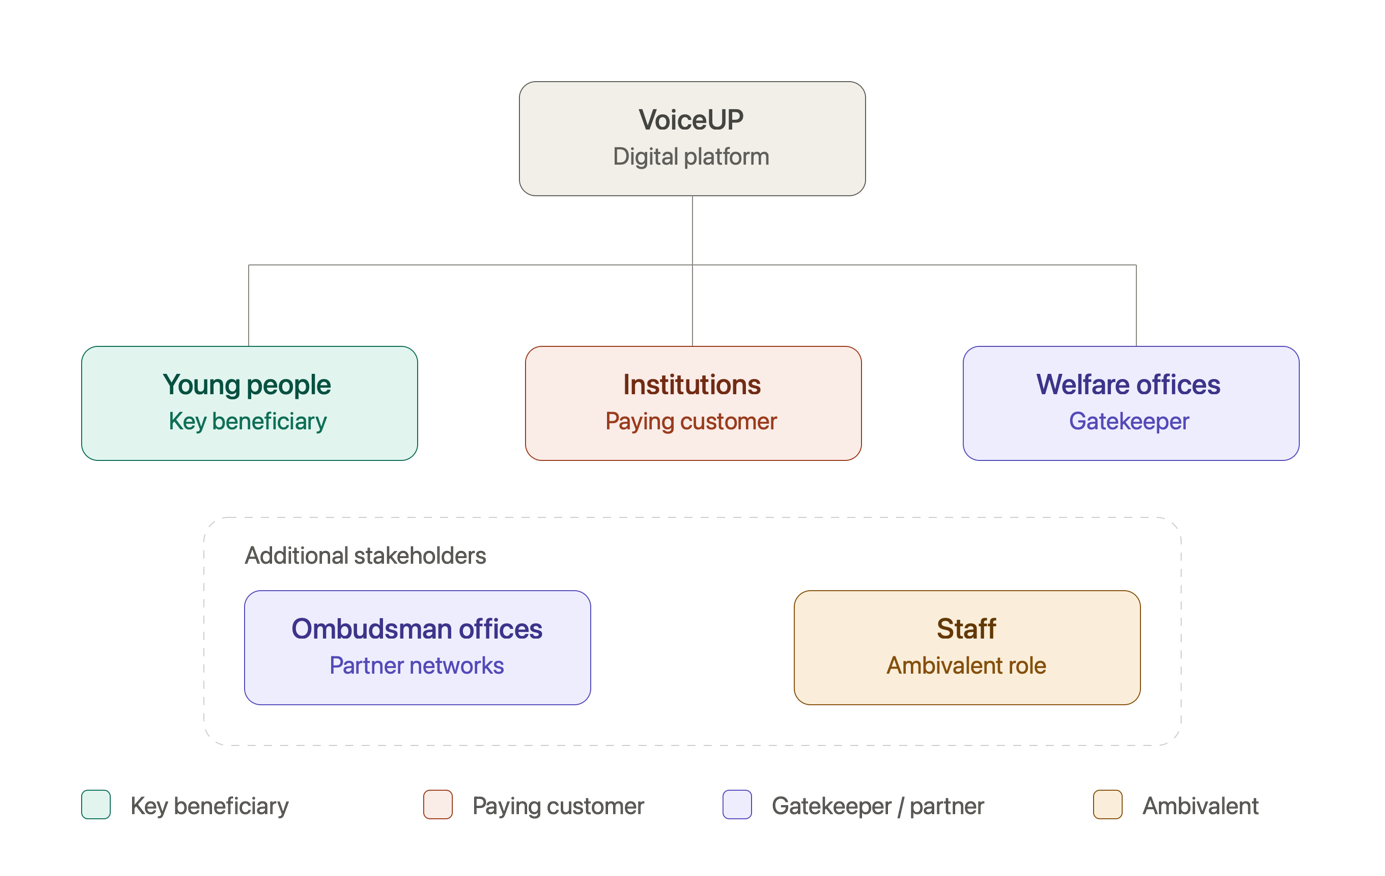 VoiceUP
Digital platform
Young people
Key beneficiary
Institutions
Paying customer
Welfare offices
Gatekeeper
Additional stakeholders
Ombudsman offices
Partner networks
Staff
Ambivalent role
Key beneficiary
Paying customer
Gatekeeper / partner
Ambivalent